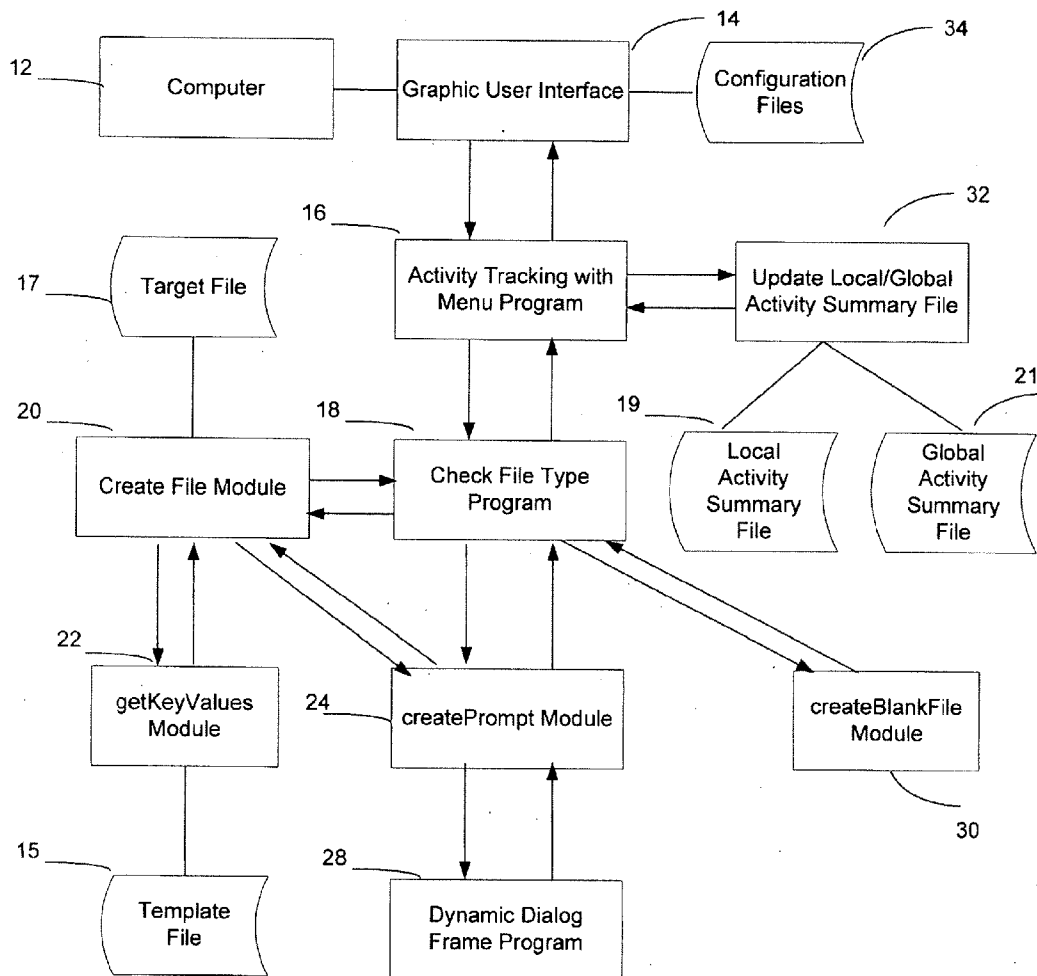 14
34
12
Computer
Graphic User Interface
Configuration
Files
32
16
17
Target File
Activity Tracking with
Menu Program
Update Local/Global
Activity Summary File
20
18
19
21
Create File Module
Check File Type
Program
Local
Activity
Summary
File
Global
Activity
Summary
File
22
getKeyValues
Module
24
createPrompt Module
createBlankFile
Module
30
15
28
Template
File
Dynamic Dialog
Frame Program